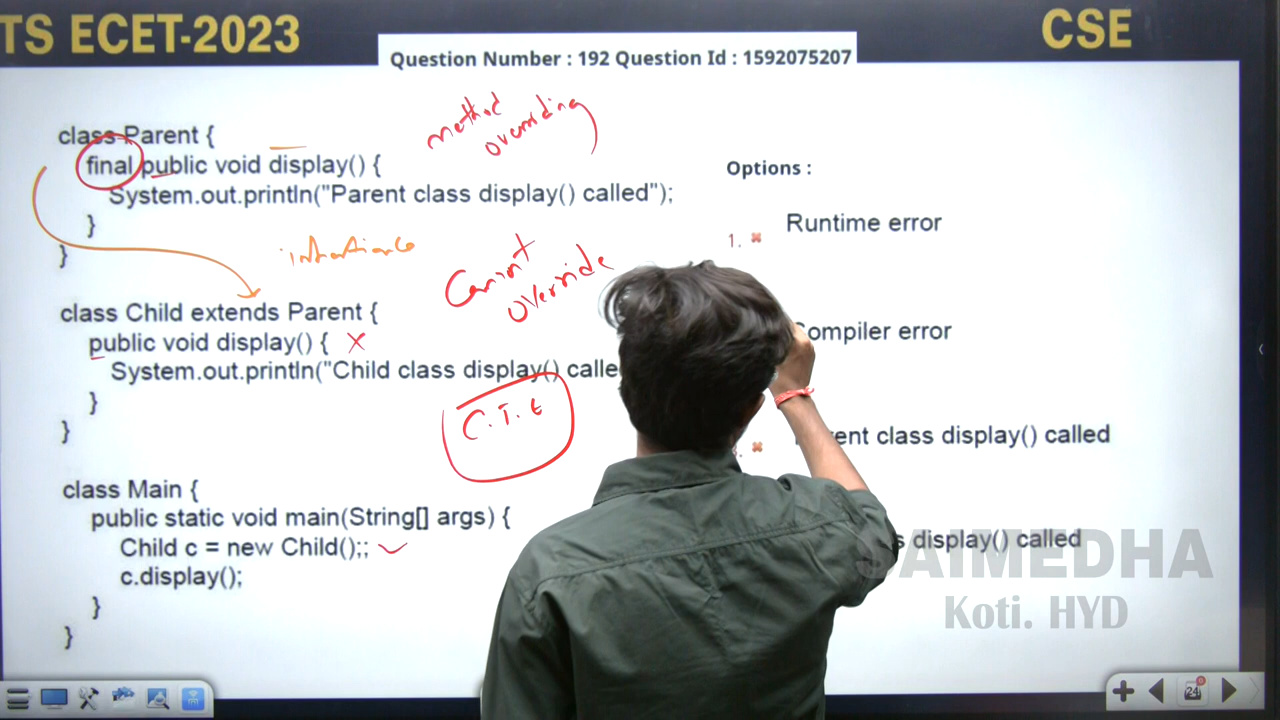 TS ECET-2023
CSE
Question Number : 192 Question Id : 1592075207
method
overriding
class Parent {
final public void display() {
System.out.println("Parent class display() called");
}
}
inheritance
Cannot
override
class Child extends Parent {
public void display() { X
System.out.println("Child class display() calle
}
}
C.T.E
class Main {
public static void main(String[] args) {
Child c = new Child();;
c.display();
}
}
Options :
1. Runtime error
Compiler error
ent class display() called
s display() called
SAIMEDHA
Koti. HYD
24